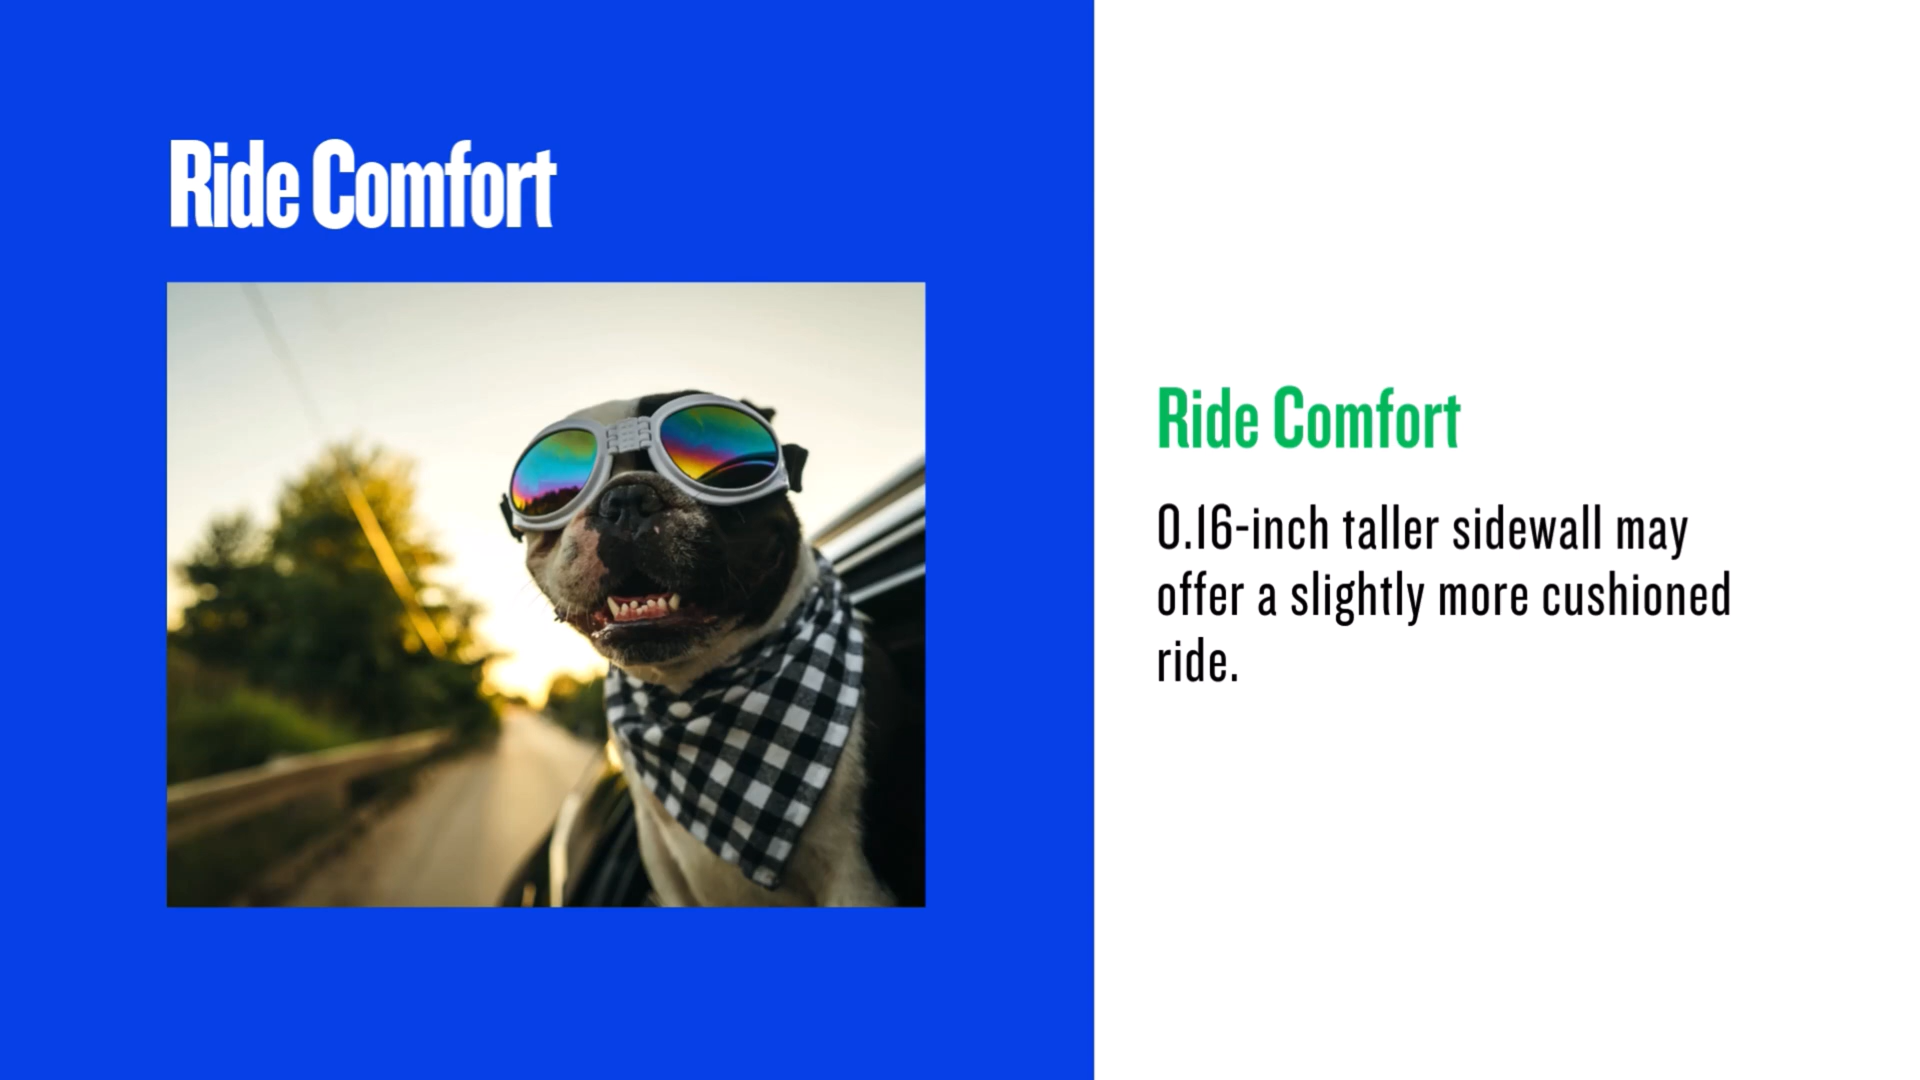 Ride Comfort
Ride Comfort
0.16-inch taller sidewall may
offer a slightly more cushioned
ride.